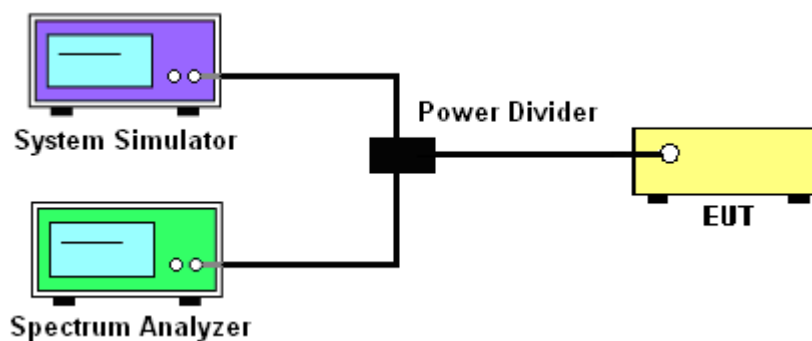 System Simulator
Power Divider
EUT
Spectrum Analyzer